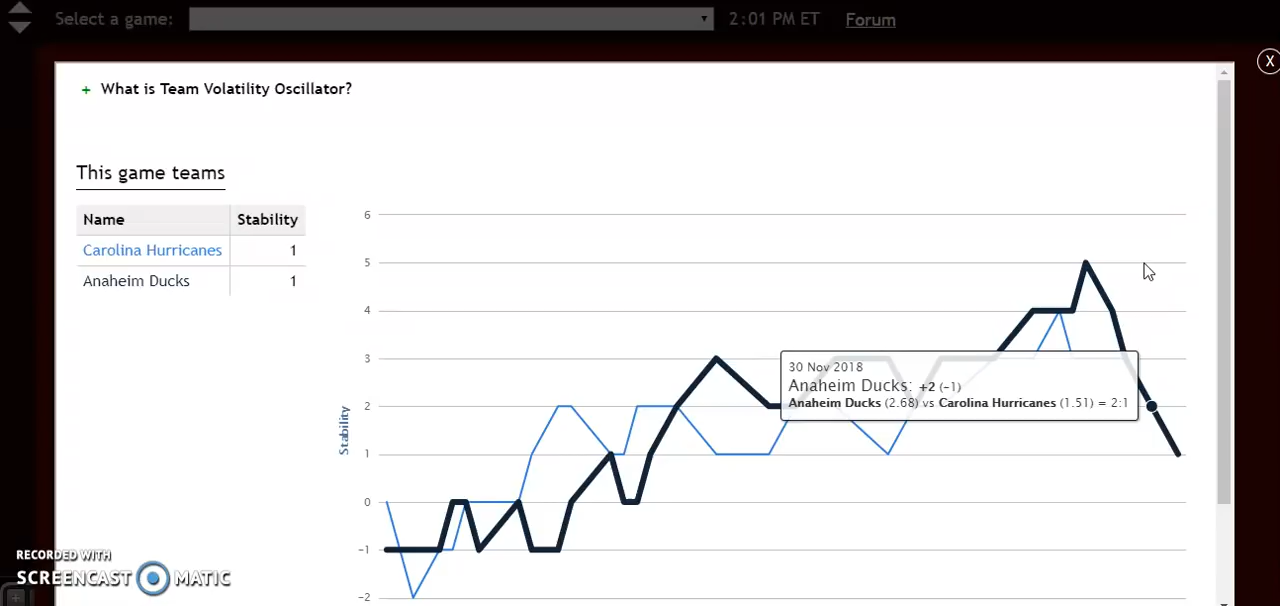 Select a game: 2:01 PM ET Forum
X
+ What is Team Volatility Oscillator?
This game teams
Name Stability
Carolina Hurricanes 1
Anaheim Ducks 1
Stability
6
5
4
3
2
1
0
-1
-2
30 Nov 2018
Anaheim Ducks: +2 (-1)
Anaheim Ducks (2.68) vs Carolina Hurricanes (1.51) = 2:1
RECORDED WITH
SCREENCAST MATIC